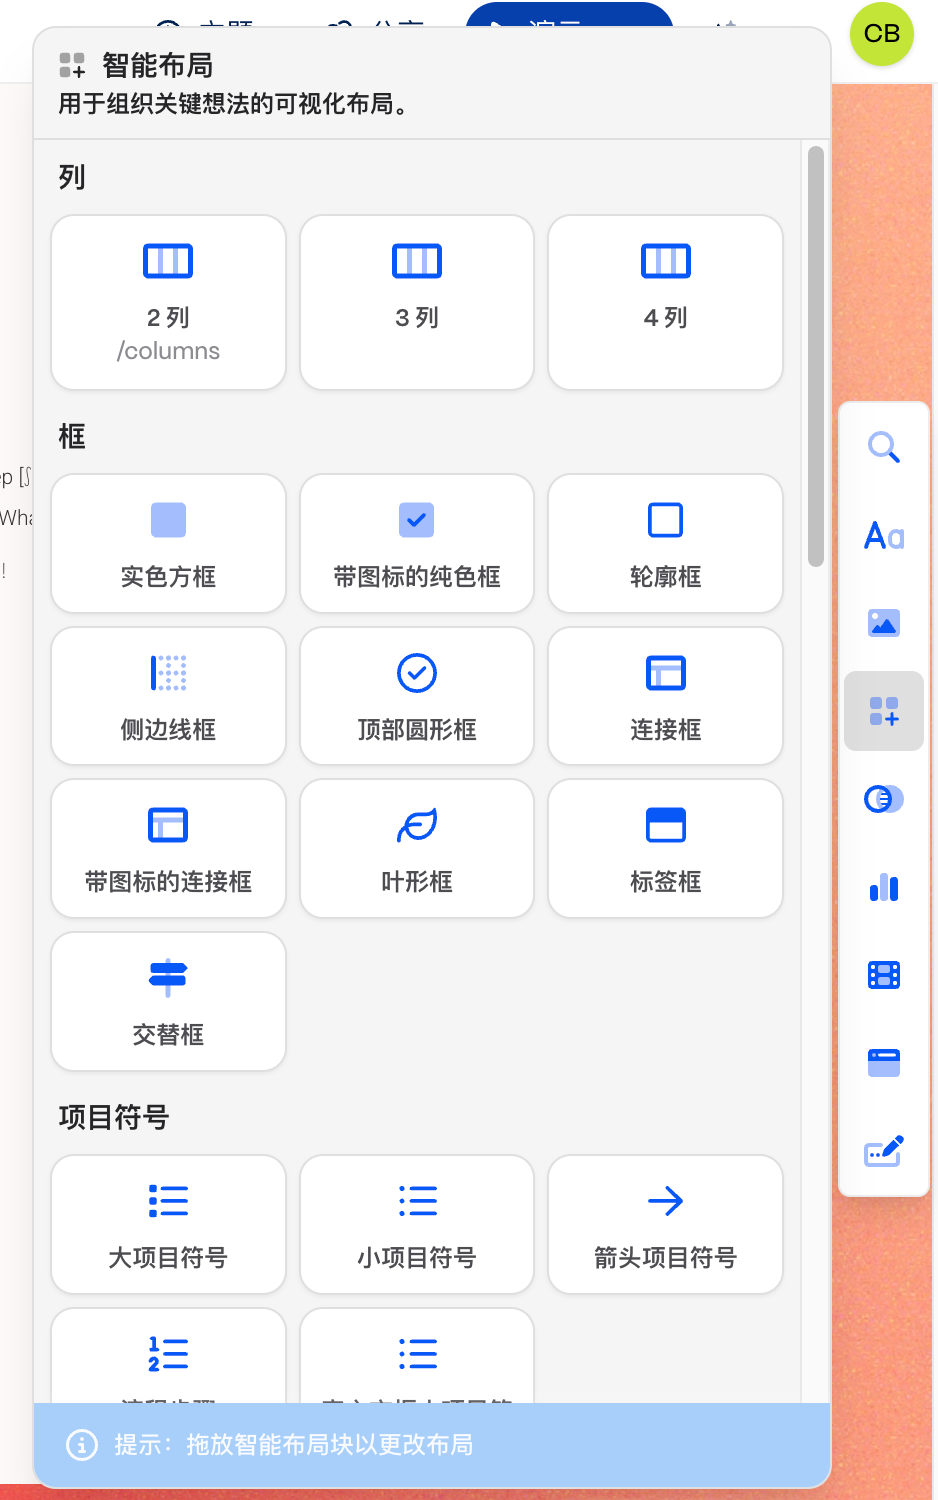 CB
智能布局
用于组织关键想法的可视化布局。
列
2 列
/columns
3 列
4 列
框
实色方框
带图标的纯色框
轮廓框
侧边线框
顶部圆形框
连接框
带图标的连接框
叶形框
标签框
交替框
项目符号
大项目符号
小项目符号
箭头项目符号
提示：拖放智能布局块以更改布局
Aa